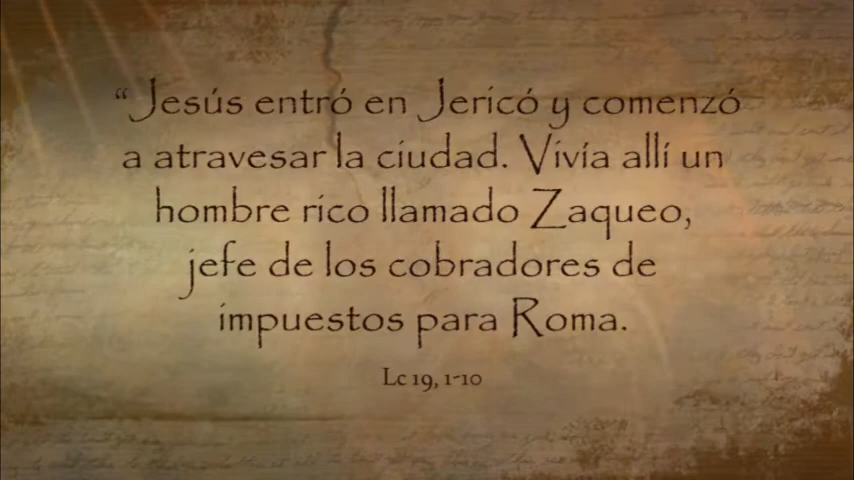 “Jesús entró en Jericó y comenzó
a atravesar la ciudad. Vivía allí un
hombre rico llamado Zaqueo,
jefe de los cobradores de
impuestos para Roma.
Lc 19, 1-10